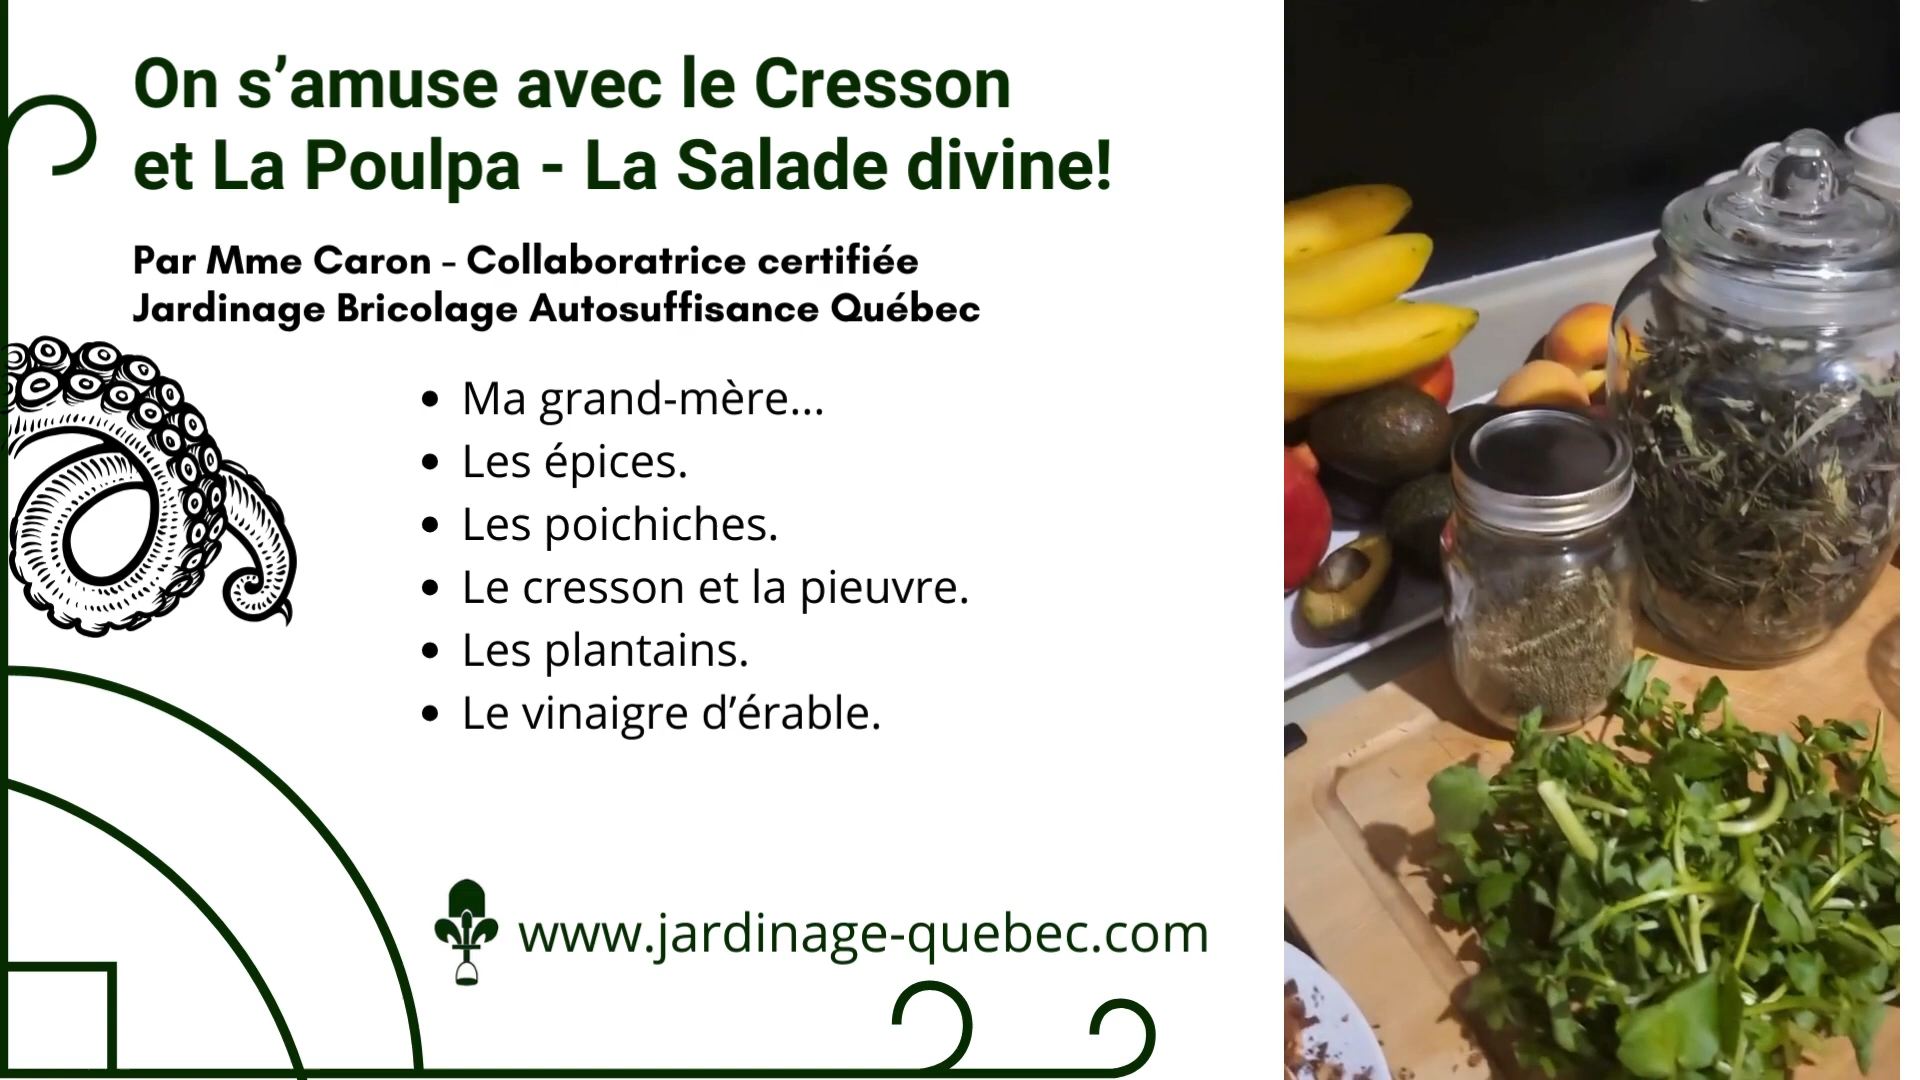 On s’amuse avec le Cresson
et La Poulpa - La Salade divine!
Par Mme Caron - Collaboratrice certifiée
Jardinage Bricolage Autosuffisance Québec
• Ma grand-mère...
• Les épices.
• Les poichiches.
• Le cresson et la pieuvre.
• Les plantains.
• Le vinaigre d’érable.
www.jardinage-quebec.com